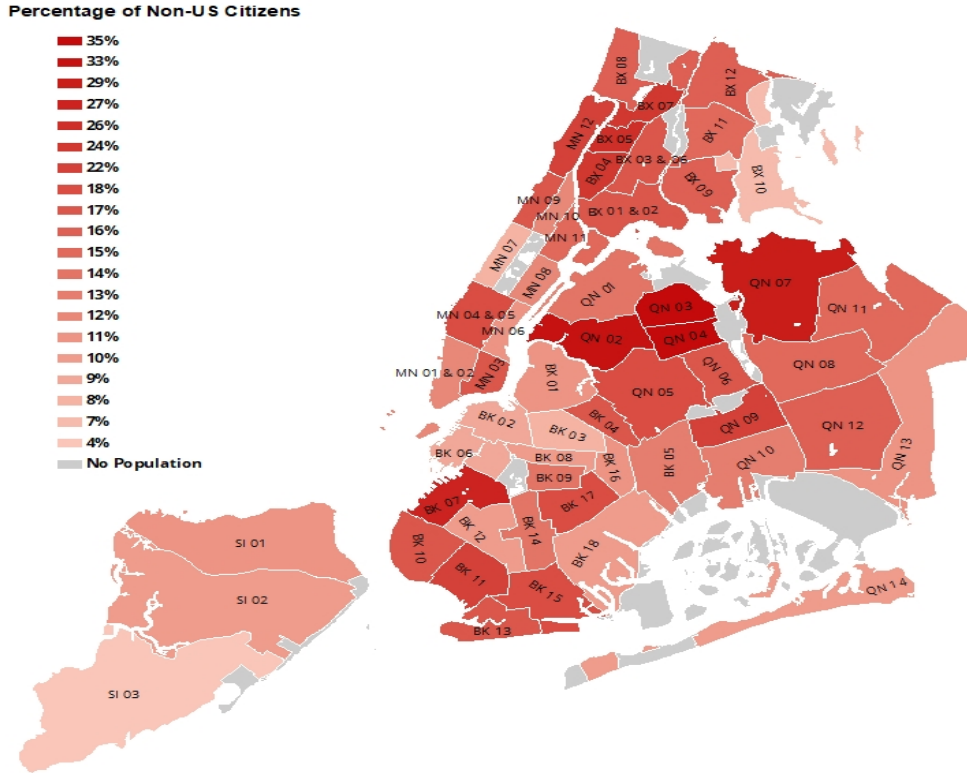 Percentage of Non-US Citizens
35%
33%
29%
27%
26%
24%
22%
18%
17%
16%
15%
14%
13%
12%
11%
10%
9%
8%
7%
4%
No Population
BX 08
BX 12
BX 07
MN 12
BX 05
BX 11
BX 03 & 06
BX 04
BX 09
BX 10
MN 09
MN 10
BX 01 & 02
MN 11
MN 07
MN 08
QN 01
QN 07
QN 03
QN 11
MN 04 & 05
MN 06
QN 02
QN 04
MN 01 & 02
MN 03
BK 01
QN 06
QN 08
QN 05
BK 02
BK 03
BK 04
QN 09
QN 12
BK 06
BK 08
BK 16
BK 05
QN 10
QN 13
BK 09
BK 07
BK 17
BK 12
BK 14
BK 10
BK 18
BK 11
BK 15
QN 14
BK 13
SI 01
SI 02
SI 03